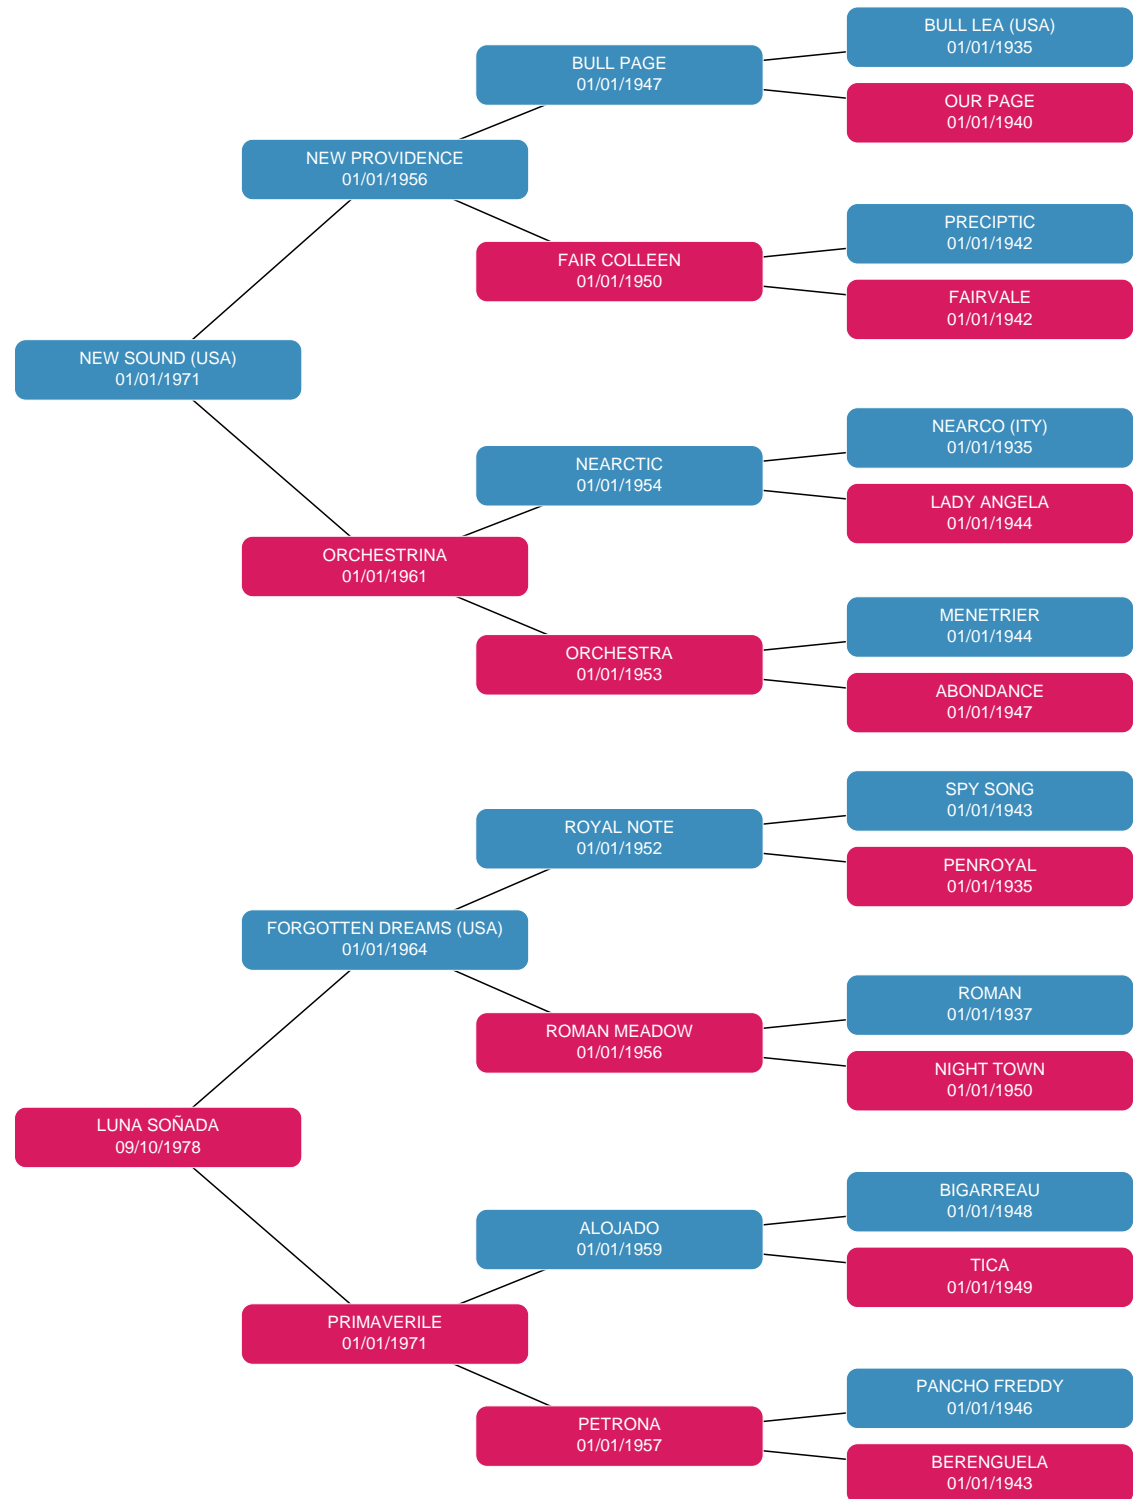 BULL LEA (USA)
01/01/1935
BULL PAGE
01/01/1947
OUR PAGE
01/01/1940
NEW PROVIDENCE
01/01/1956
PRECIPTIC
01/01/1942
FAIR COLLEEN
01/01/1950
FAIRVALE
01/01/1942
NEW SOUND (USA)
01/01/1971
NEARCO (ITY)
01/01/1935
NEARCTIC
01/01/1954
LADY ANGELA
01/01/1944
ORCHESTRINA
01/01/1961
MENETRIER
01/01/1944
ORCHESTRA
01/01/1953
ABONDANCE
01/01/1947
SPY SONG
01/01/1943
ROYAL NOTE
01/01/1952
PENROYAL
01/01/1935
FORGOTTEN DREAMS (USA)
01/01/1964
ROMAN
01/01/1937
ROMAN MEADOW
01/01/1956
NIGHT TOWN
01/01/1950
LUNA SOÑADA
09/10/1978
BIGARREAU
01/01/1948
ALOJADO
01/01/1959
TICA
01/01/1949
PRIMAVERILE
01/01/1971
PANCHO FREDDY
01/01/1946
PETRONA
01/01/1957
BERENGUELA
01/01/1943